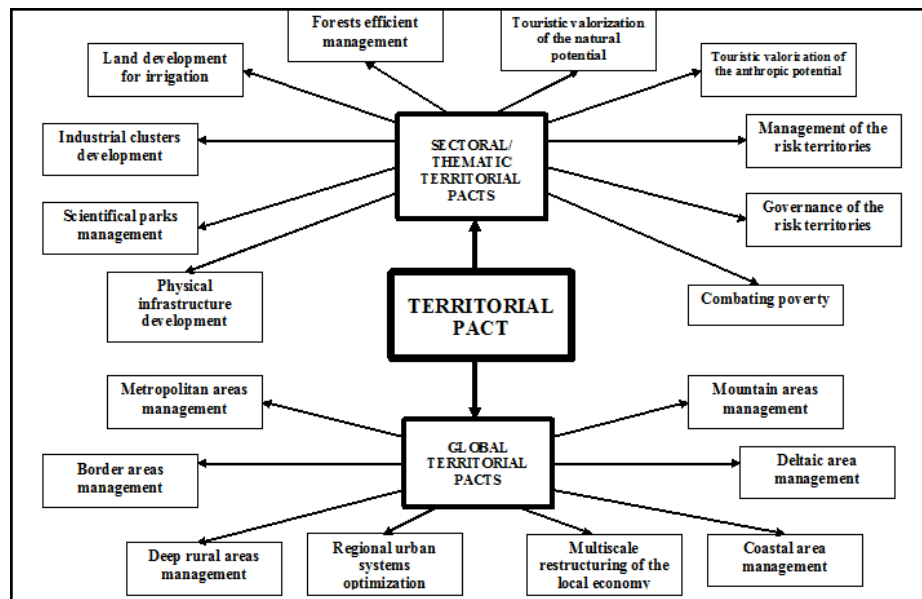 Forests efficient
management
Touristic valorization
of the natural
potential
Touristic valorization of
the anthropic potential
Land development
for irrigation
Industrial clusters
development
SECTORAL/
THEMATIC
TERRITORIAL
PACTS
Management of the
risk territories
Scientifical parks
management
Governance of the
risk territories
Physical
infrastructure
development
TERRITORIAL
PACT
Combating poverty
Metropolitan areas
management
Mountain areas
management
GLOBAL
TERRITORIAL
PACTS
Border areas
management
Deltaic area
management
Deep rural areas
management
Regional urban
systems
optimization
Multiscale
restructuring of the
local economy
Coastal area
management